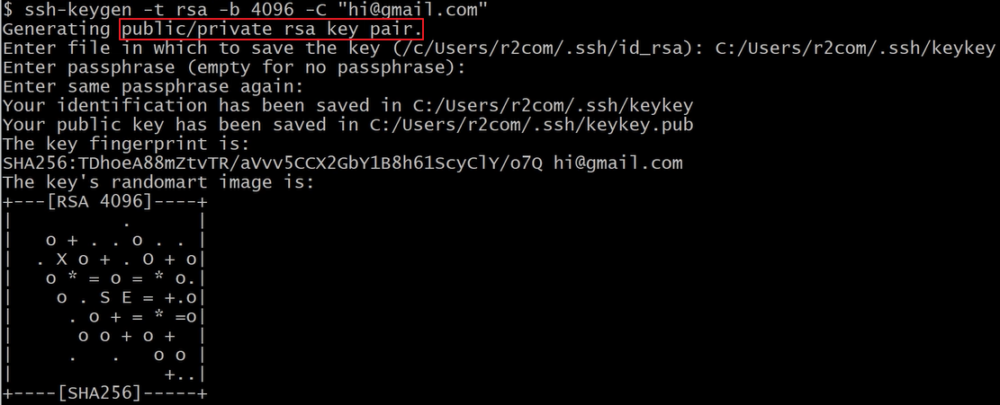 $ ssh-keygen -t rsa -b 4096 -C "hi@gmail.com"
Generating public/private rsa key pair.
Enter file in which to save the key (/c/Users/r2com/.ssh/id_rsa): C:/Users/r2com/.ssh/keykey
Enter passphrase (empty for no passphrase):
Enter same passphrase again:
Your identification has been saved in C:/Users/r2com/.ssh/keykey
Your public key has been saved in C:/Users/r2com/.ssh/keykey.pub
The key fingerprint is:
SHA256:TDhoeA88mZtvTR/aVvv5CCX2GbY1B8h61ScyClY/o7Q hi@gmail.com
The key's randomart image is:
+---[RSA 4096]----+
|          .      |
|   o + . . o . . |
|  . X o + . O + o|
|   o * = o = * o.|
|    o . S E = +.o|
|     . o + = * =o|
|      o o + o +  |
|     .   .   o o |
|              +..|
+----[SHA256]-----+